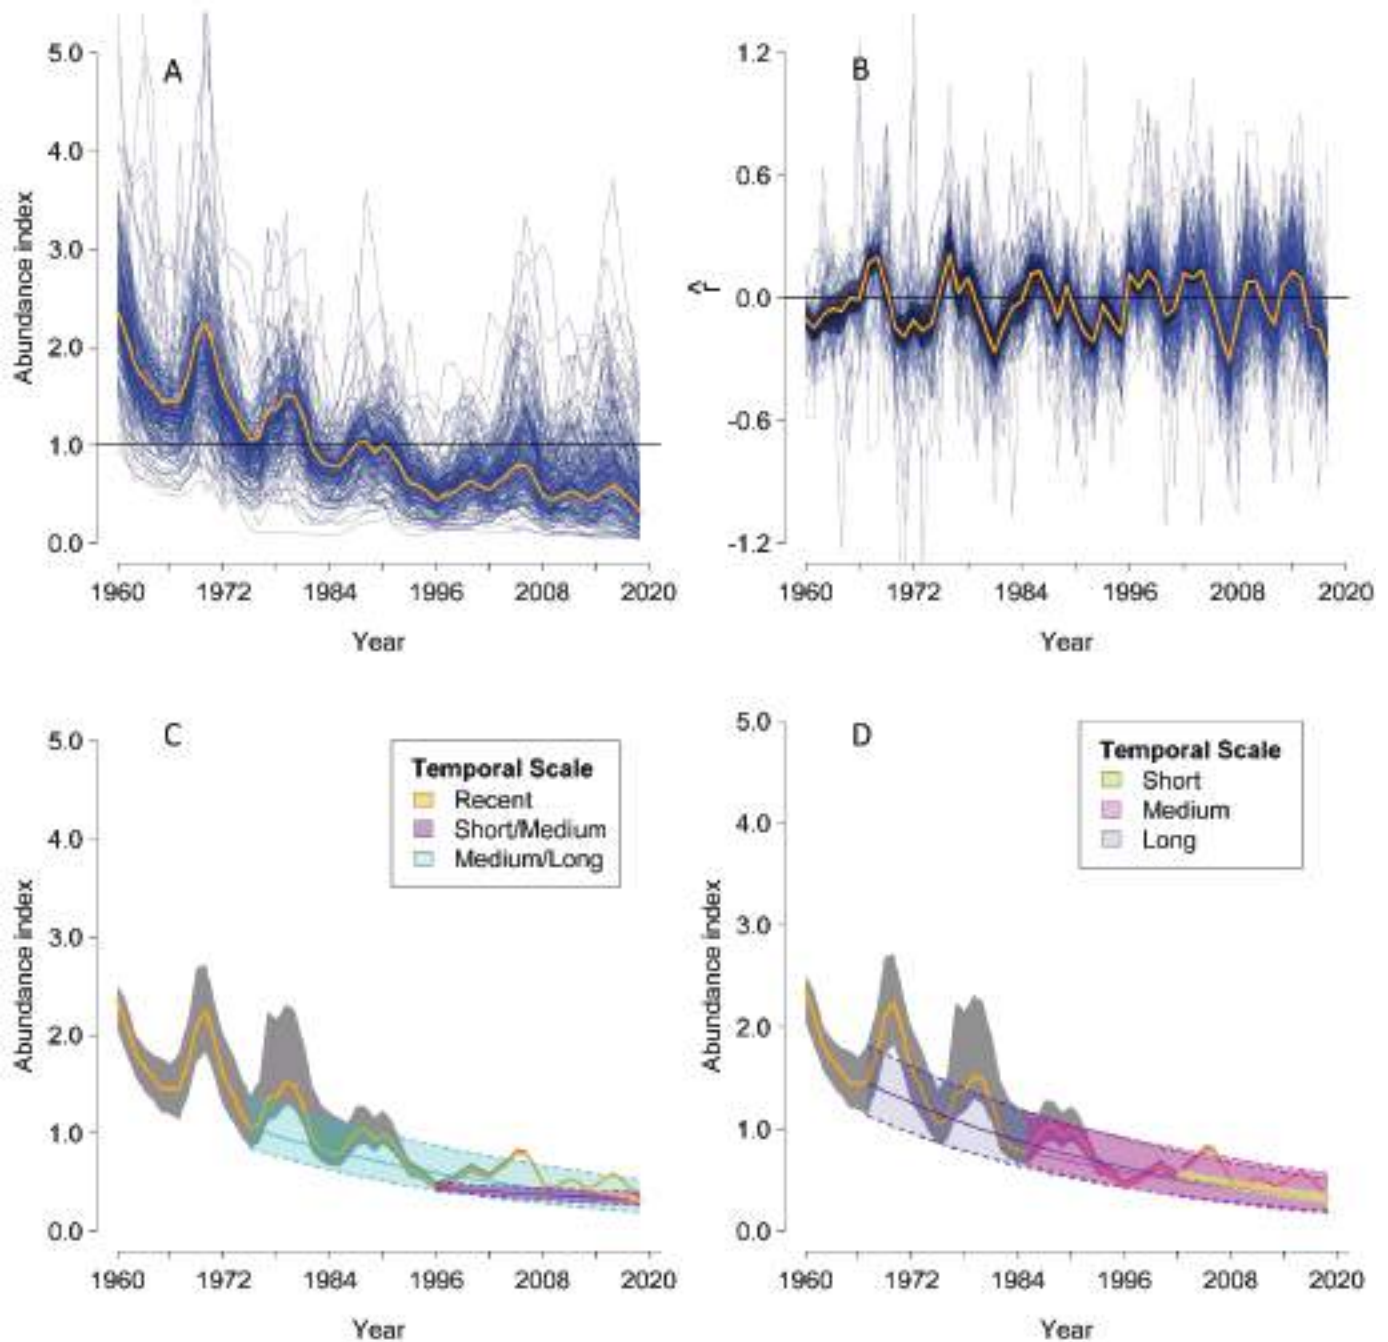 A
5.0
4.0
3.0
2.0
1.0
0.0
Abundance index
1960 1972 1984 1996 2008 2020
Year
B
1.2
0.6
0.0
-0.6
-1.2
r̂
1960 1972 1984 1996 2008 2020
Year
C
5.0
4.0
3.0
2.0
1.0
0.0
Abundance index
Temporal Scale
Recent
Short/Medium
Medium/Long
1960 1972 1984 1996 2008 2020
Year
D
5.0
4.0
3.0
2.0
1.0
0.0
Abundance index
Temporal Scale
Short
Medium
Long
1960 1972 1984 1996 2008 2020
Year